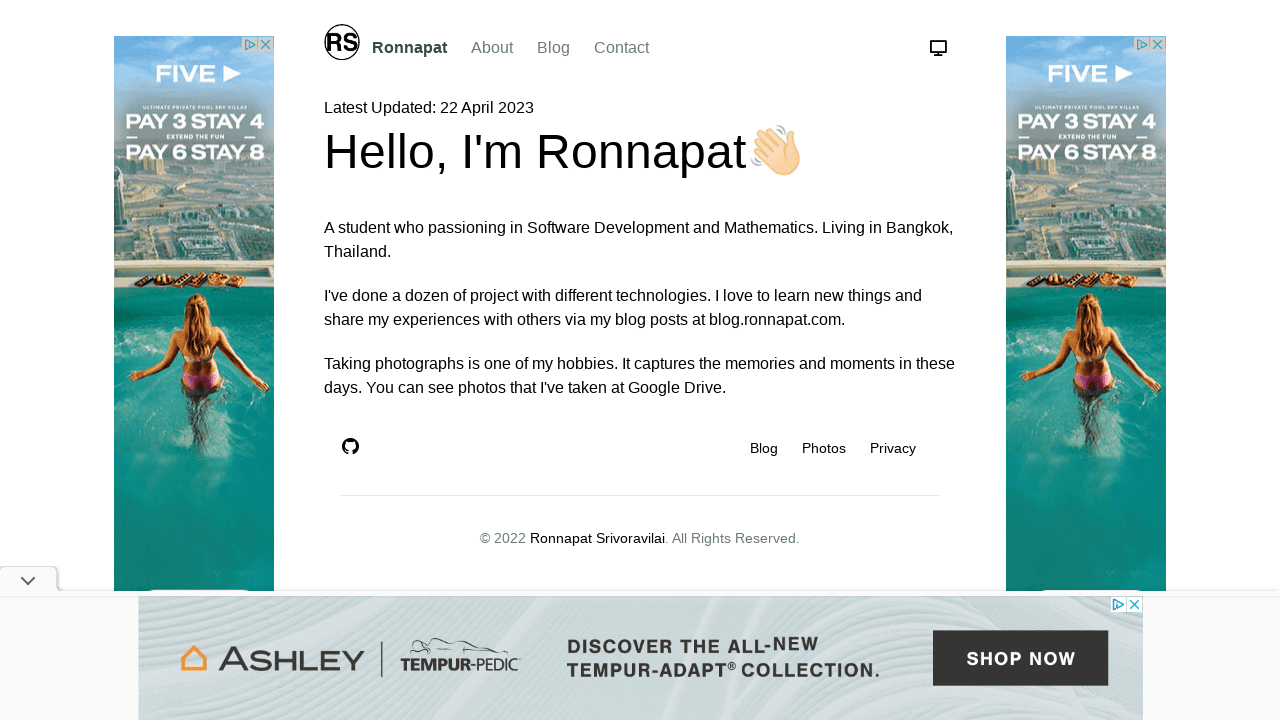 RS
Ronnapat About Blog Contact
Latest Updated: 22 April 2023
Hello, I'm Ronnapat
A student who passioning in Software Development and Mathematics. Living in Bangkok,
Thailand.
I've done a dozen of project with different technologies. I love to learn new things and
share my experiences with others via my blog posts at blog.ronnapat.com.
Taking photographs is one of my hobbies. It captures the memories and moments in these
days. You can see photos that I've taken at Google Drive.
Blog Photos Privacy
© 2022 Ronnapat Srivoravilai. All Rights Reserved.
FIVE
ULTIMATE PRIVATE POOL SKY VILLAS
PAY 3 STAY 4
EXTEND THE FUN
PAY 6 STAY 8
FIVE
ULTIMATE PRIVATE POOL SKY VILLAS
PAY 3 STAY 4
EXTEND THE FUN
PAY 6 STAY 8
ASHLEY
TEMPUR-PEDIC®
DISCOVER THE ALL-NEW
TEMPUR-ADAPT® COLLECTION.
SHOP NOW